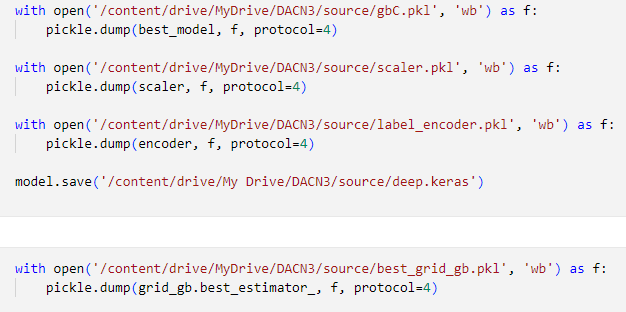 with open('/content/drive/MyDrive/DACN3/source/gbC.pkl', 'wb') as f:
    pickle.dump(best_model, f, protocol=4)
with open('/content/drive/MyDrive/DACN3/source/scaler.pkl', 'wb') as f:
    pickle.dump(scaler, f, protocol=4)
with open('/content/drive/MyDrive/DACN3/source/label_encoder.pkl', 'wb') as f:
    pickle.dump(encoder, f, protocol=4)
model.save('/content/drive/My Drive/DACN3/source/deep.keras')
with open('/content/drive/MyDrive/DACN3/source/best_grid_gb.pkl', 'wb') as f:
    pickle.dump(grid_gb.best_estimator_, f, protocol=4)